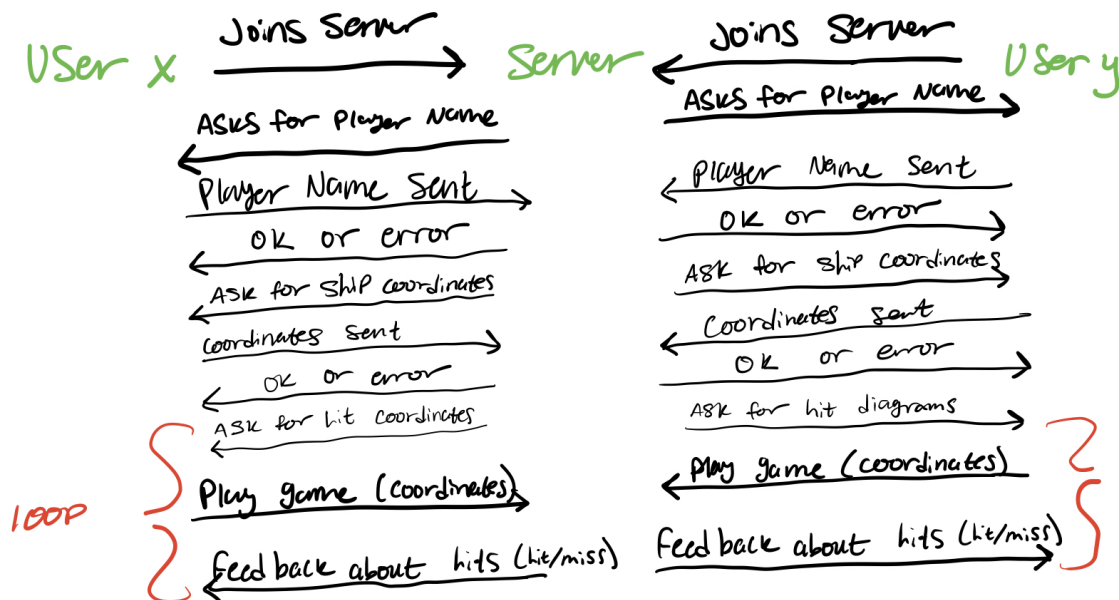 User x
Joins Server
Server
Joins Server
User y
Asks for Player Name
Asks for Player Name
Player Name Sent
Player Name Sent
OK or error
OK or error
Ask for Ship coordinates
Ask for Ship coordinates
coordinates sent
Coordinates sent
OK or error
OK or error
Ask for hit coordinates
Ask for hit diagrams
loop
Play game (coordinates)
Play game (coordinates)
Feedback about hits (hit/miss)
Feedback about hits (hit/miss)